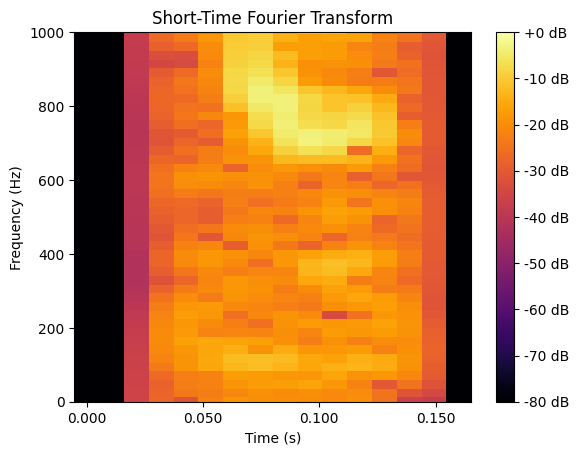 Short-Time Fourier Transform
1000
800
600
400
200
0
Frequency (Hz)
0.000
0.050
0.100
0.150
Time (s)
+0 dB
-10 dB
-20 dB
-30 dB
-40 dB
-50 dB
-60 dB
-70 dB
-80 dB